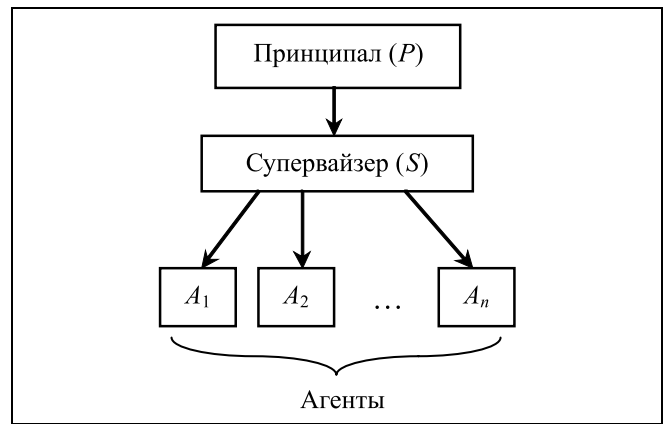 Принципал (P)
Супервайзер (S)
A1 A2 … An
Агенты